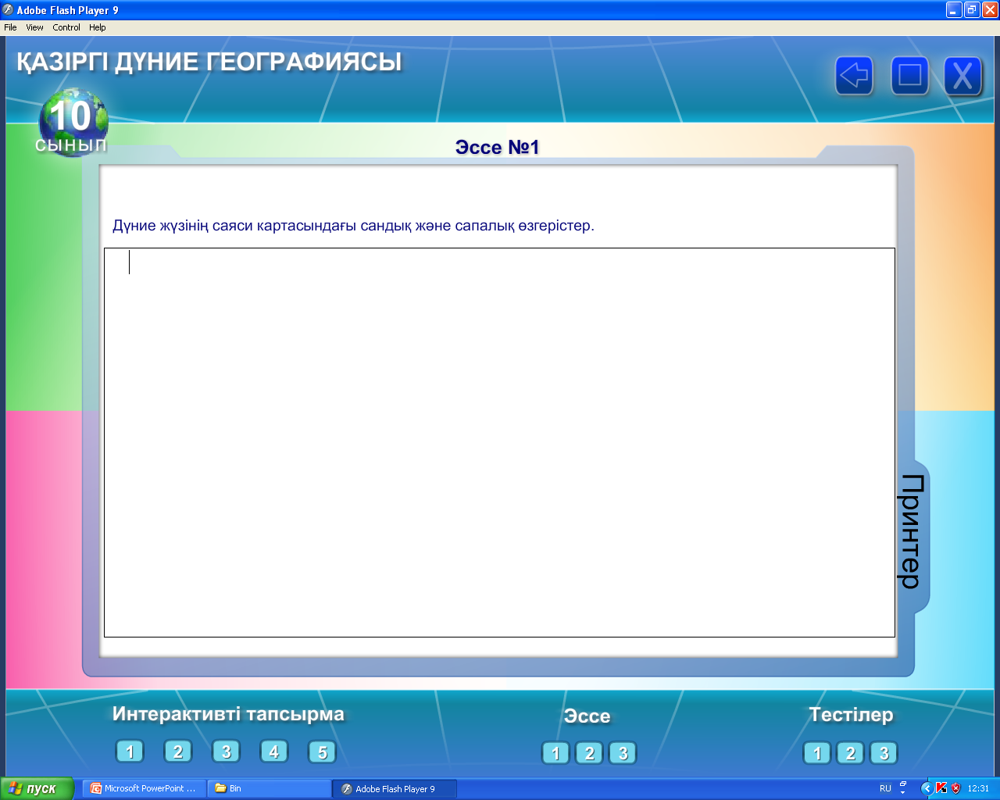 Adobe Flash Player 9
File View Control Help
ҚАЗІРГІ ДҮНИЕ ГЕОГРАФИЯСЫ
10
СЫНЫП
X
Эссе №1
Дүние жүзінің саяси картасындағы сандық және сапалық өзгерістер.
Принтер
Интерактивті тапсырма
1 2 3 4 5
Эссе
1 2 3
Тестілер
1 2 3
пуск
Microsoft PowerPoint ...
Bin
Adobe Flash Player 9
RU
12:31